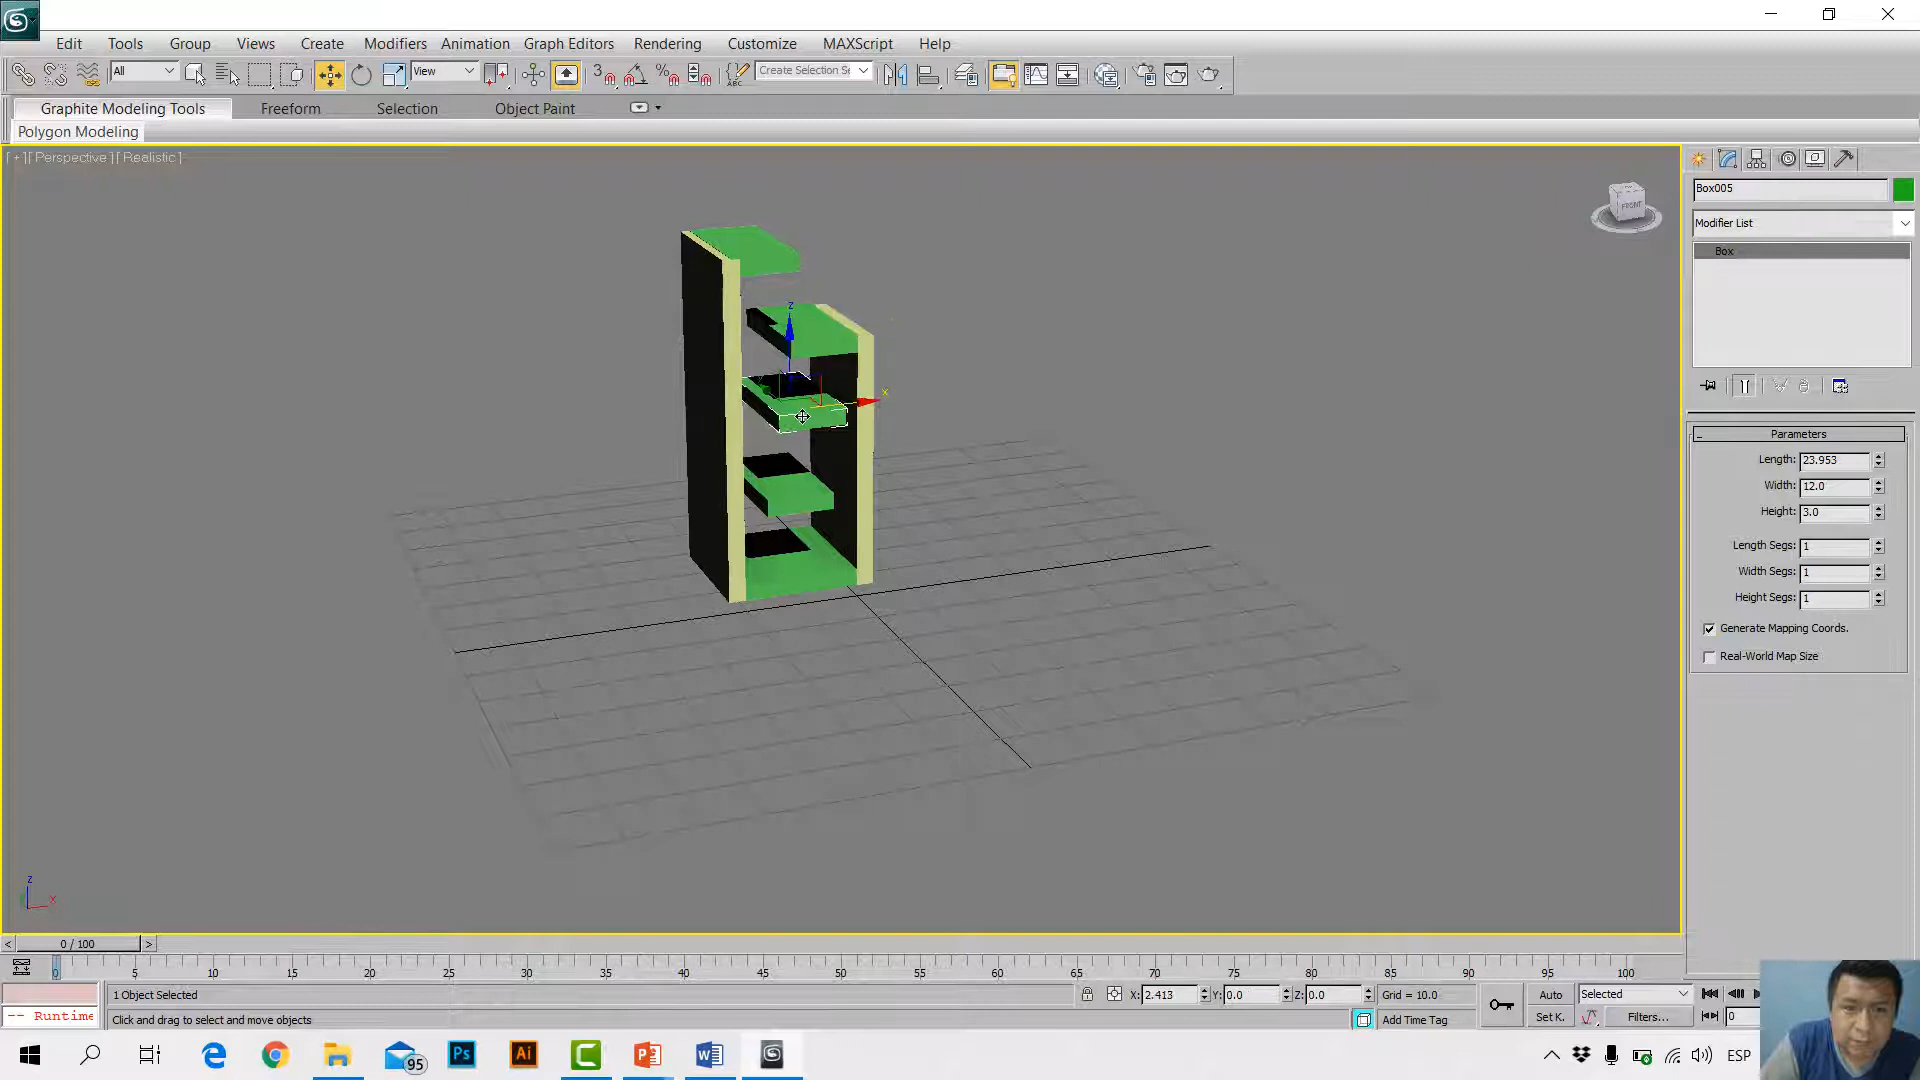 Edit Tools Group Views Create Modifiers Animation Graph Editors Rendering Customize MAXScript Help
All View 3 Create Selection Se
Graphite Modeling Tools Freeform Selection Object Paint
Polygon Modeling
[ + ][ Perspective ][ Realistic ]
FRONT
Box005
Modifier List
Box
z
x
Parameters
Length: 23.953
Width: 12.0
Height: 3.0
Length Segs: 1
Width Segs: 1
Height Segs: 1
Generate Mapping Coords.
Real-World Map Size
z
x
< 0 / 100 >
0 5 10 15 20 25 30 35 40 45 50 55 60 65 70 75 80 85 90 95 100
1 Object Selected X: 2.413 Y: 0.0 Z: 0.0 Grid = 10.0 Auto Selected
-- Runtime Click and drag to select and move objects Add Time Tag Set K. Filters... 0
95 Ps Ai ESP